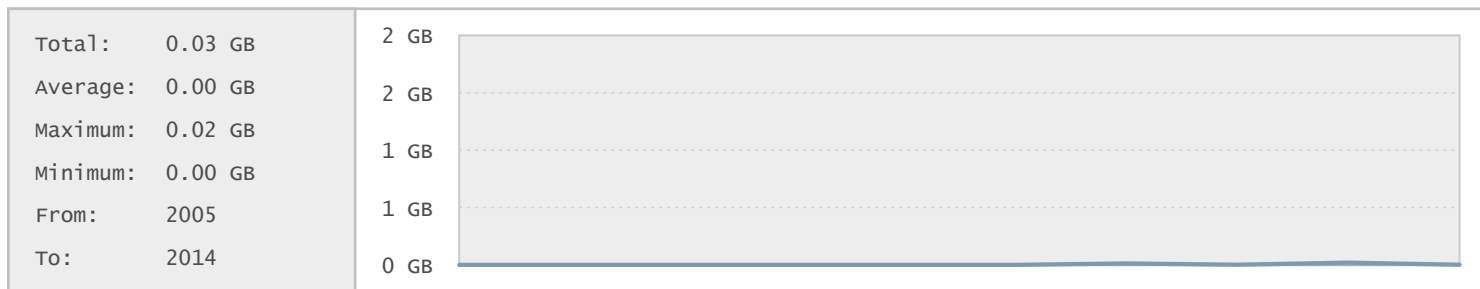 Total: 0.03 GB
Average: 0.00 GB
Maximum: 0.02 GB
Minimum: 0.00 GB
From: 2005
To: 2014
2 GB
2 GB
1 GB
1 GB
0 GB